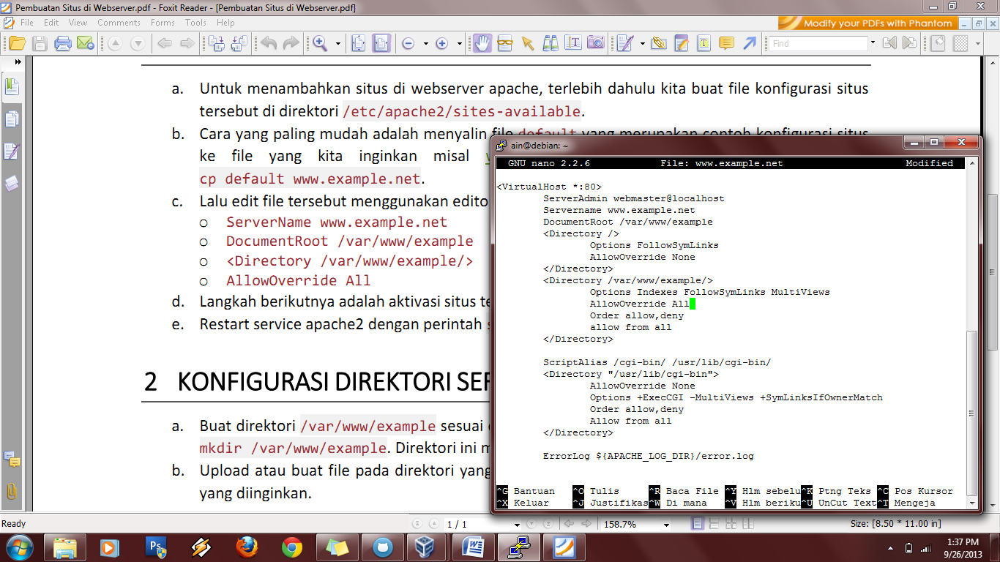 Pembuatan Situs di Webserver.pdf - Foxit Reader - [Pembuatan Situs di Webserver.pdf]
File Edit View Comments Forms Tools Help
Modify your PDFs with Phantom
Find
a. Untuk menambahkan situs di webserver apache, terlebih dahulu kita buat file konfigurasi situs
tersebut di direktori /etc/apache2/sites-available.
b. Cara yang paling mudah adalah menyalin file default yang merupakan contoh konfigurasi situs
ke file yang kita inginkan misal
cp default www.example.net.
c. Lalu edit file tersebut menggunakan edito
o ServerName www.example.net
o DocumentRoot /var/www/example
o <Directory /var/www/example/>
o AllowOverride All
d. Langkah berikutnya adalah aktivasi situs te
e. Restart service apache2 dengan perintah s
2 KONFIGURASI DIREKTORI SER
a. Buat direktori /var/www/example sesuai
mkdir /var/www/example. Direktori ini m
b. Upload atau buat file pada direktori yang
yang diinginkan.
ain@debian: ~
GNU nano 2.2.6 File: www.example.net Modified
<VirtualHost *:80>
ServerAdmin webmaster@localhost
Servername www.example.net
DocumentRoot /var/www/example
<Directory />
Options FollowSymLinks
AllowOverride None
</Directory>
<Directory /var/www/example/>
Options Indexes FollowSymLinks MultiViews
AllowOverride All
Order allow,deny
allow from all
</Directory>
ScriptAlias /cgi-bin/ /usr/lib/cgi-bin/
<Directory "/usr/lib/cgi-bin">
AllowOverride None
Options +ExecCGI -MultiViews +SymLinksIfOwnerMatch
Order allow,deny
Allow from all
</Directory>
ErrorLog ${APACHE_LOG_DIR}/error.log
^G Bantuan ^O Tulis ^R Baca File ^Y Hlm sebelu ^K Ptng Teks ^C Pos Kursor
^X Keluar ^J Justifikas ^W Di mana ^V Hlm beriku ^U UnCut Text ^T Mengeja
Ready
1 / 1
158.7%
Size: [8.50 * 11.00 in]
1:37 PM
9/26/2013